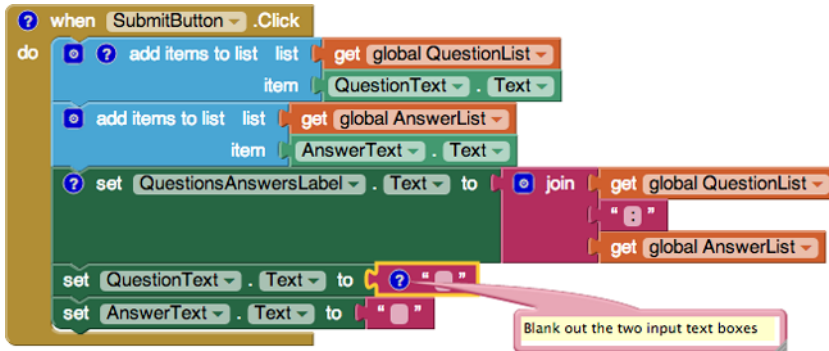 when SubmitButton .Click
do add items to list list get global QuestionList
item QuestionText . Text
add items to list list get global AnswerList
item AnswerText . Text
set QuestionsAnswersLabel . Text to join get global QuestionList
" : "
get global AnswerList
set QuestionText . Text to " "
set AnswerText . Text to " "
Blank out the two input text boxes